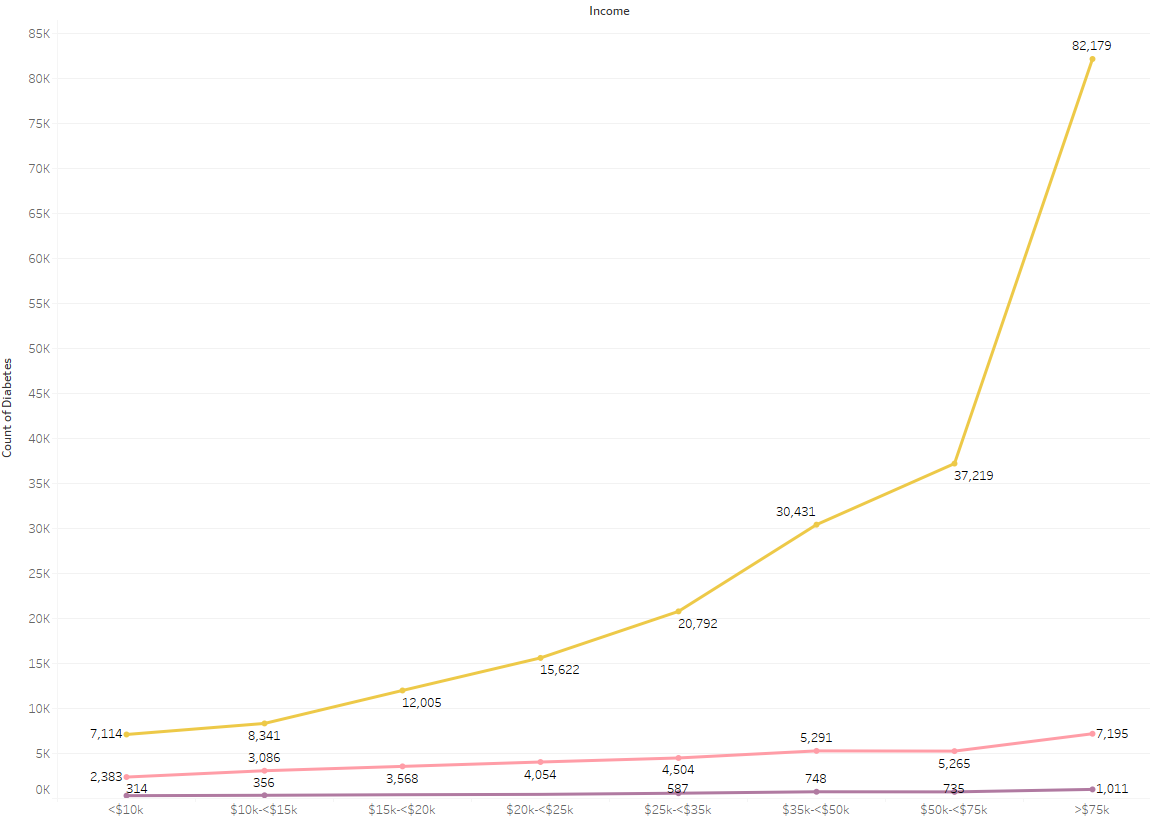 Income
85K
80K
75K
70K
65K
60K
55K
50K
45K
40K
35K
30K
25K
20K
15K
10K
5K
0K
Count of Diabetes
82,179
37,219
30,431
20,792
15,622
12,005
7,114
8,341
7,195
5,291
5,265
4,504
4,054
3,568
3,086
2,383
314
356
587
748
735
1,011
<$10k
$10k-<$15k
$15k-<$20k
$20k-<$25k
$25k-<$35k
$35k-<$50k
$50k-<$75k
>$75k